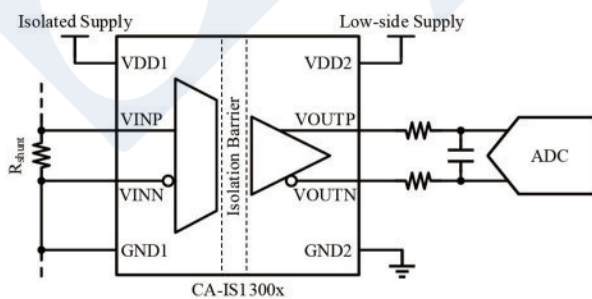 Isolated Supply
Low-side Supply
VDD1
VDD2
VINP
VOUTP
Rshunt
Isolation Barrier
ADC
VINN
VOUTN
GND1
GND2
CA-IS1300x